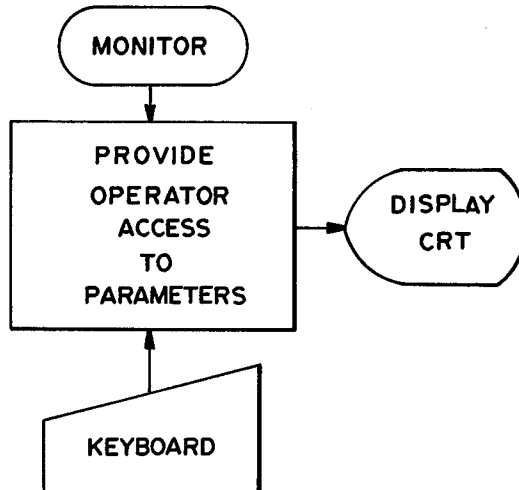 MONITOR
PROVIDE
OPERATOR
ACCESS
TO
PARAMETERS
DISPLAY
CRT
KEYBOARD